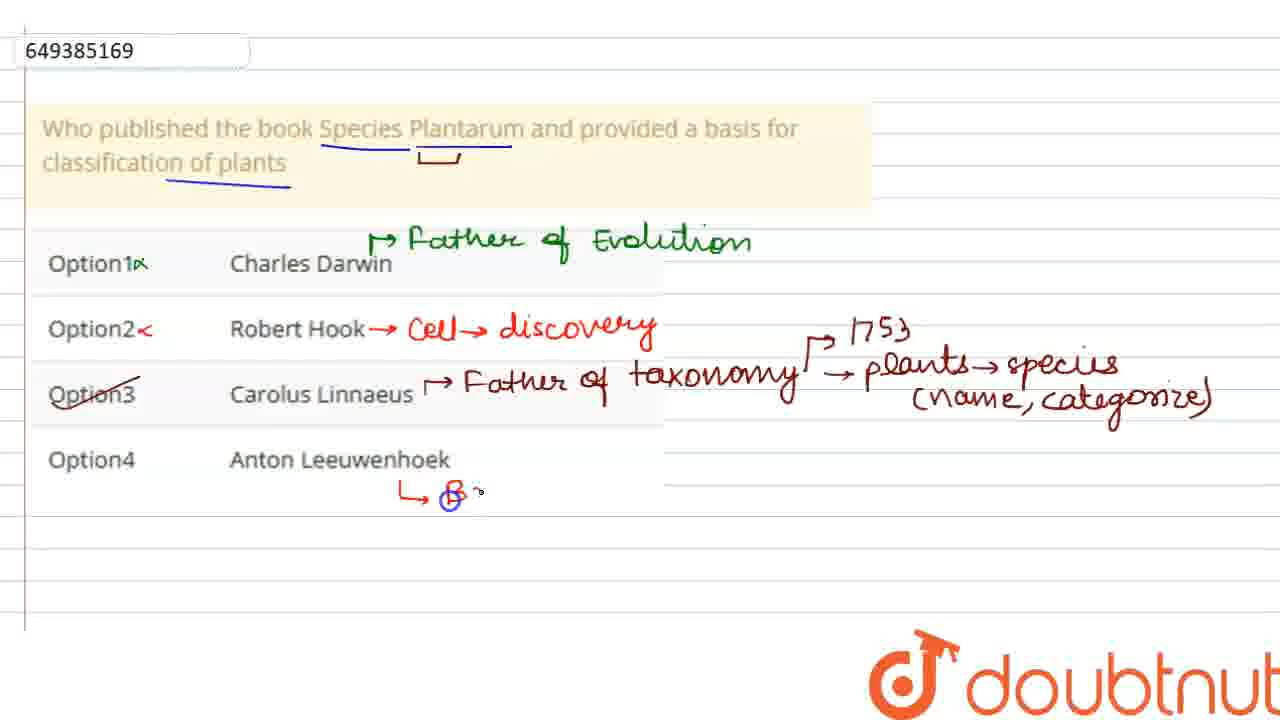 649385169
Who published the book Species Plantarum and provided a basis for
classification of plants
Father of Evolution
Option1 Charles Darwin
Option2 Robert Hook → Cell → discovery
1753
Option3 Carolus Linnaeus Father of taxonomy → plants → species
(name, categorize)
Option4 Anton Leeuwenhoek
B
doubtnut